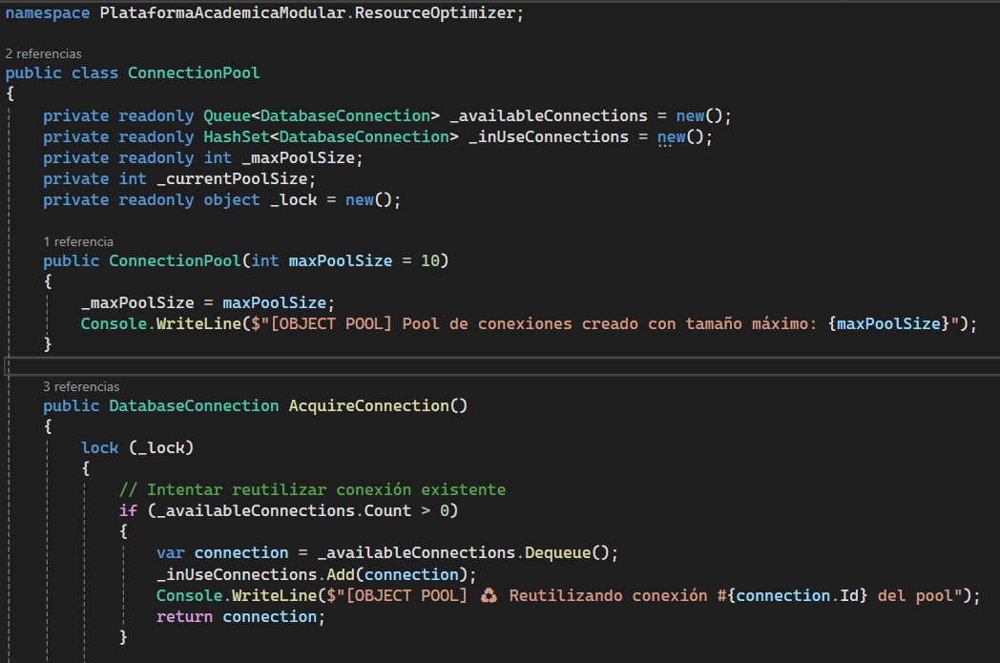 namespace PlataformaAcademicaModular.ResourceOptimizer;
2 referencias
public class ConnectionPool
{
private readonly Queue<DatabaseConnection> _availableConnections = new();
private readonly HashSet<DatabaseConnection> _inUseConnections = new();
private readonly int _maxPoolSize;
private int _currentPoolSize;
private readonly object _lock = new();
1 referencia
public ConnectionPool(int maxPoolSize = 10)
{
_maxPoolSize = maxPoolSize;
Console.WriteLine($"[OBJECT POOL] Pool de conexiones creado con tamaño máximo: {maxPoolSize}");
}
3 referencias
public DatabaseConnection AcquireConnection()
{
lock (_lock)
{
// Intentar reutilizar conexión existente
if (_availableConnections.Count > 0)
{
var connection = _availableConnections.Dequeue();
_inUseConnections.Add(connection);
Console.WriteLine($"[OBJECT POOL] ♻ Reutilizando conexión #{connection.Id} del pool");
return connection;
}